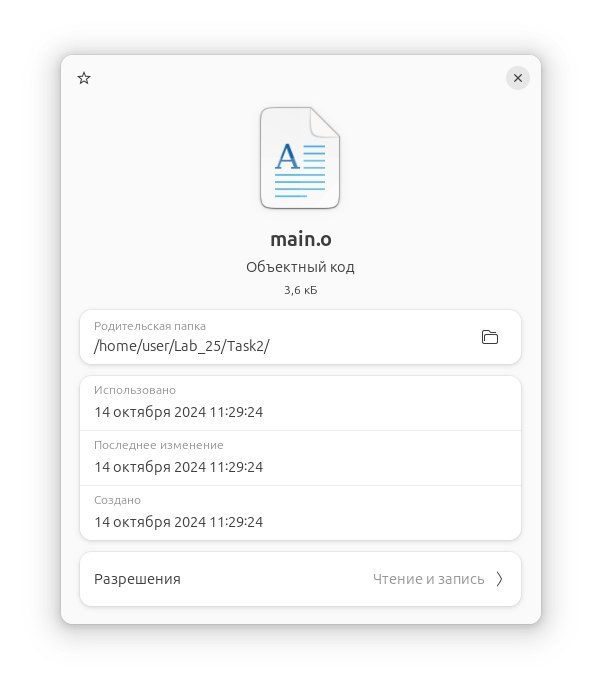 A
main.o
Объектный код
3,6 кБ
Родительская папка
/home/user/Lab_25/Task2/
Использовано
14 октября 2024 11:29:24
Последнее изменение
14 октября 2024 11:29:24
Создано
14 октября 2024 11:29:24
Разрешения Чтение и запись